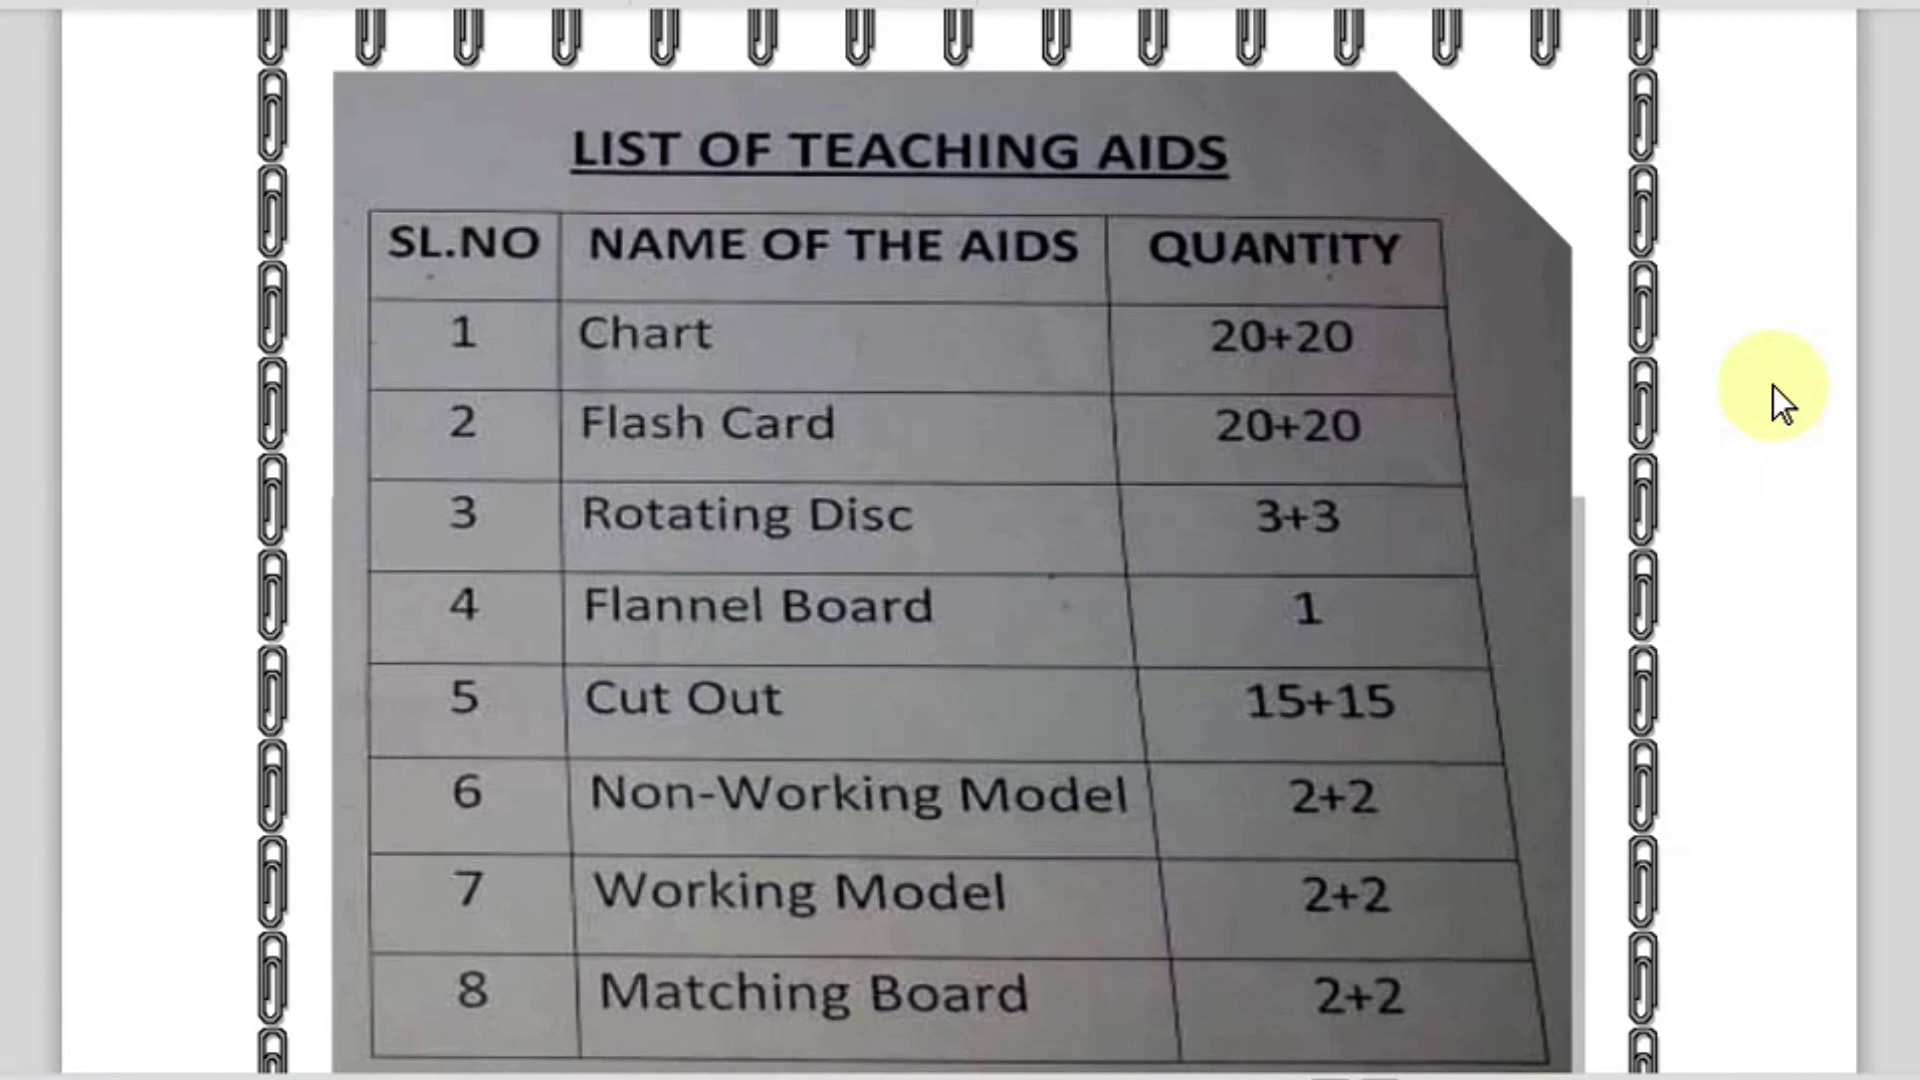 LIST OF TEACHING AIDS
SL.NO NAME OF THE AIDS QUANTITY
1 Chart 20+20
2 Flash Card 20+20
3 Rotating Disc 3+3
4 Flannel Board 1
5 Cut Out 15+15
6 Non-Working Model 2+2
7 Working Model 2+2
8 Matching Board 2+2